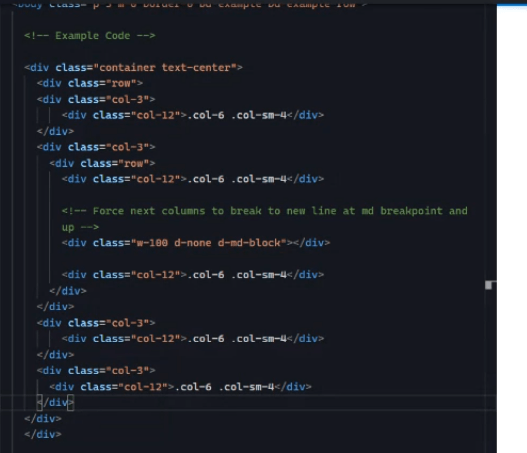 <body class="p-3 m-0 border-0 bd-example bd-example-row">
<!-- Example Code -->
<div class="container text-center">
<div class="row">
<div class="col-3">
<div class="col-12">.col-6 .col-sm-4</div>
</div>
<div class="col-3">
<div class="row">
<div class="col-12">.col-6 .col-sm-4</div>
<!-- Force next columns to break to new line at md breakpoint and
up -->
<div class="w-100 d-none d-md-block"></div>
<div class="col-12">.col-6 .col-sm-4</div>
</div>
</div>
<div class="col-3">
<div class="col-12">.col-6 .col-sm-4</div>
</div>
<div class="col-3">
<div class="col-12">.col-6 .col-sm-4</div>
</div>
</div>
</div>